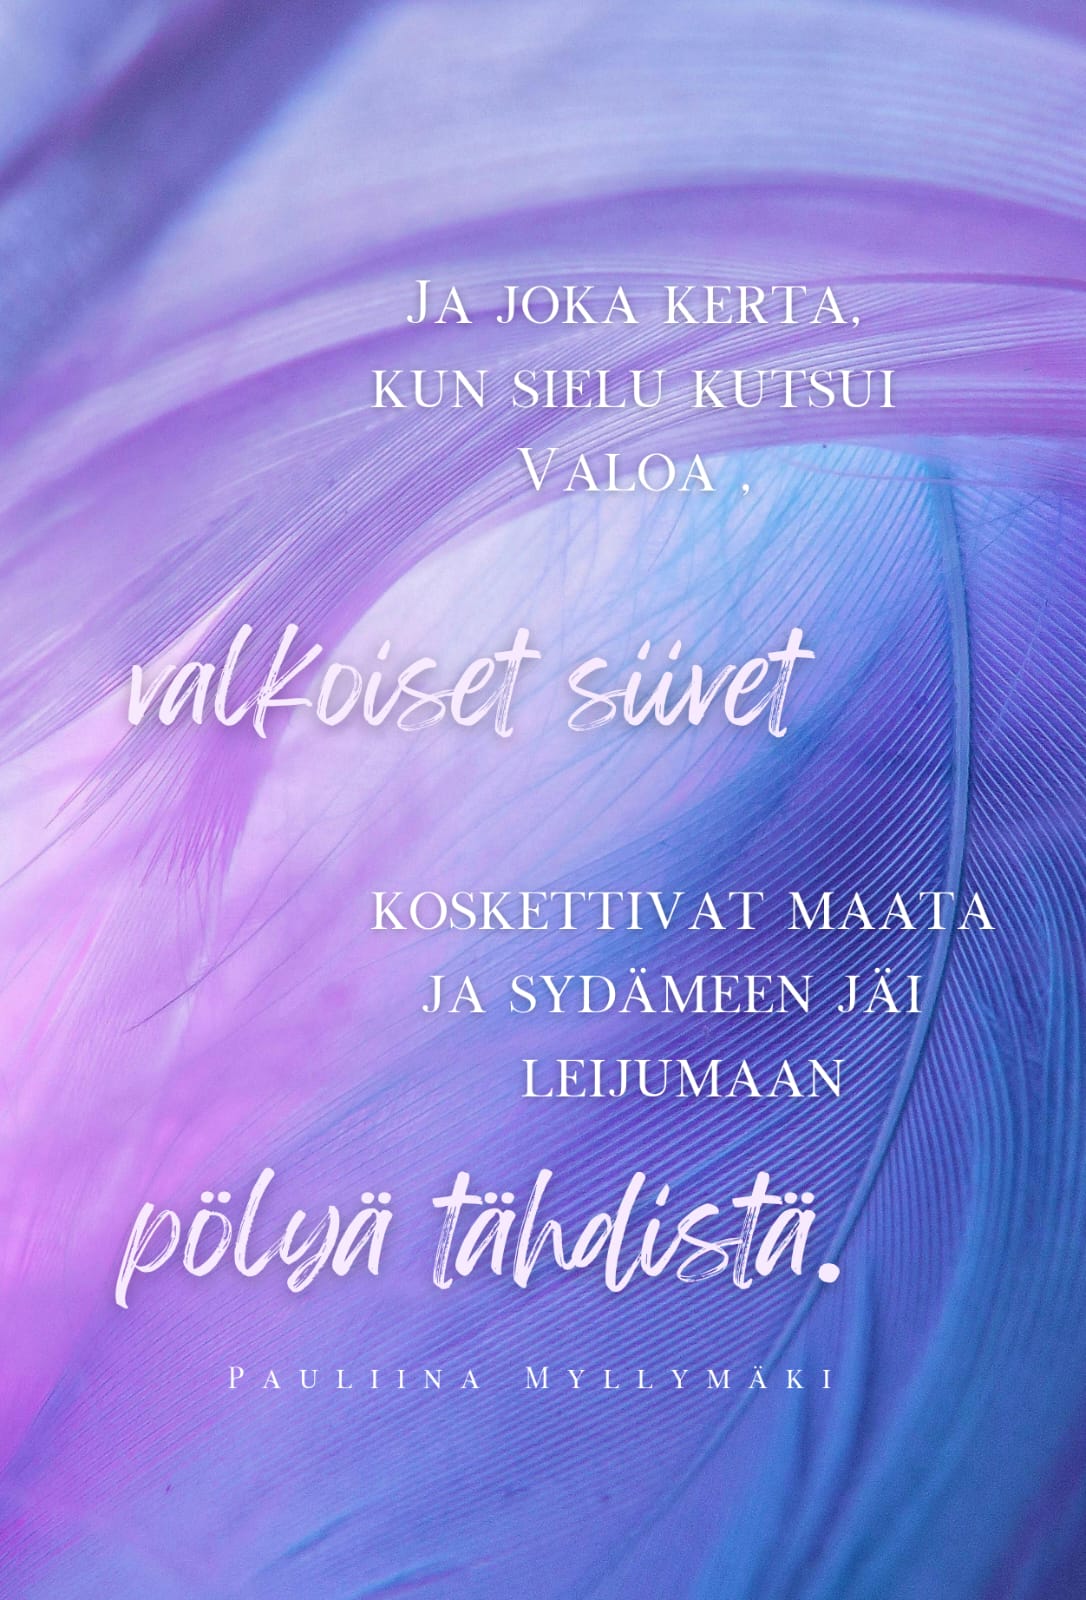 Ja joka kerta,
kun sielu kutsui
Valoa ,
valkoiset siivet
koskettivat maata
ja sydämeen jäi
leijumaan
pölyä tähdistä.
Pauliina Myllymäki